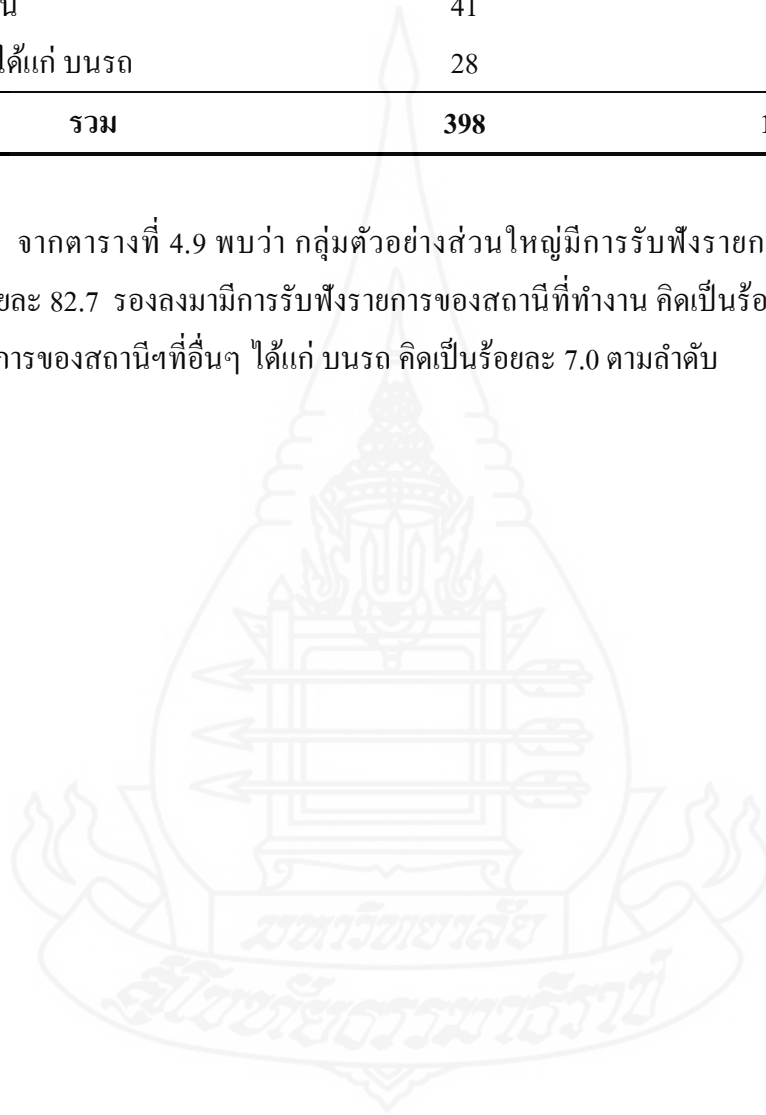 น 41
ได้แก่ บนรถ 28
รวม 398 1
จากตารางที่ 4.9 พบว่า กลุ่มตัวอย่างส่วนใหญ่มีการรับฟังรายก
ยละ 82.7 รองลงมามีการรับฟังรายการของสถานีที่ทำงาน คิดเป็นร้อ
การของสถานีฯที่อื่นๆ ได้แก่ บนรถ คิดเป็นร้อยละ 7.0 ตามลำดับ
มหาวิทยาลัย
สุโขทัยธรรมาธิราช